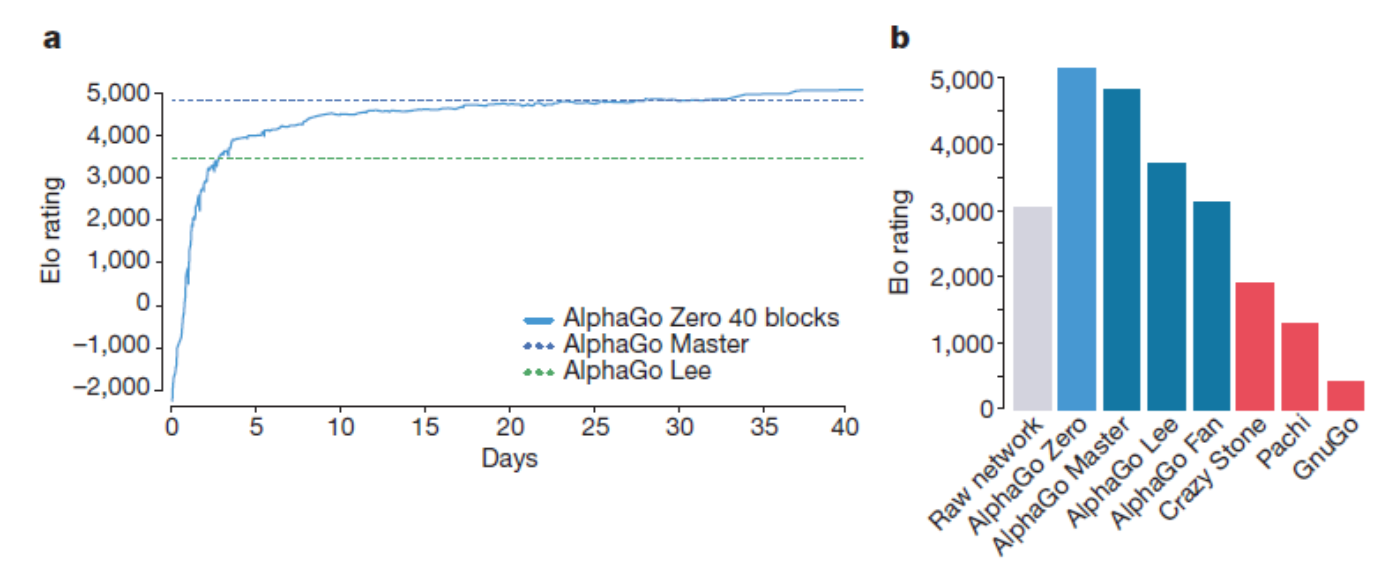 a
5,000
4,000
3,000
2,000
1,000
0
–1,000
–2,000
Elo rating
0 5 10 15 20 25 30 35 40
Days
AlphaGo Zero 40 blocks
AlphaGo Master
AlphaGo Lee
b
5,000
4,000
3,000
2,000
1,000
0
Elo rating
Raw network
AlphaGo Zero
AlphaGo Master
AlphaGo Lee
AlphaGo Fan
Crazy Stone
Pachi
GnuGo